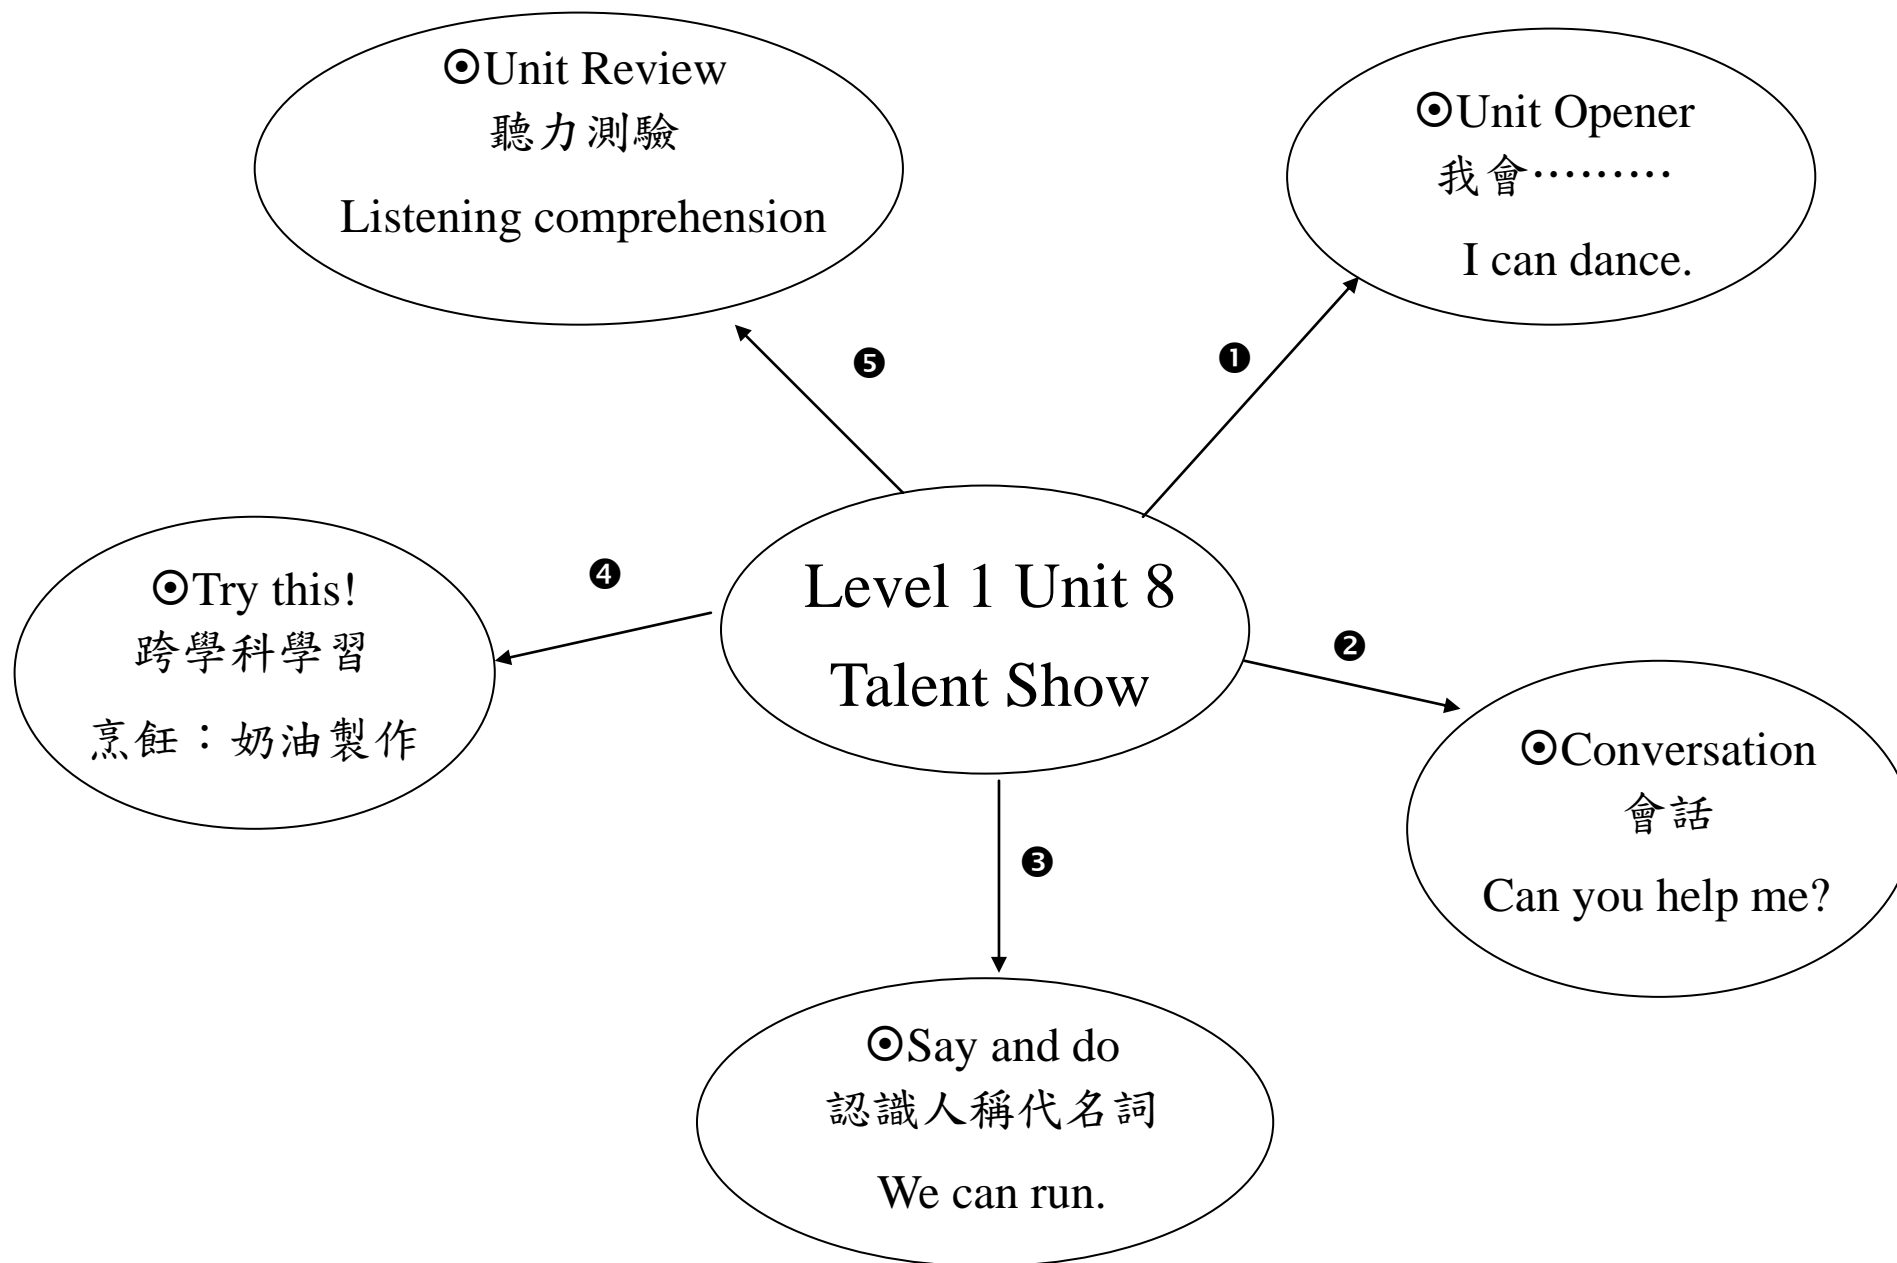 ⊙Unit Review
聽力測驗
Listening comprehension
⊙Unit Opener
我會………
I can dance.
❺
❶
Level 1 Unit 8
Talent Show
❹
⊙Try this!
跨學科學習
烹飪：奶油製作
❷
⊙Conversation
會話
Can you help me?
❸
⊙Say and do
認識人稱代名詞
We can run.